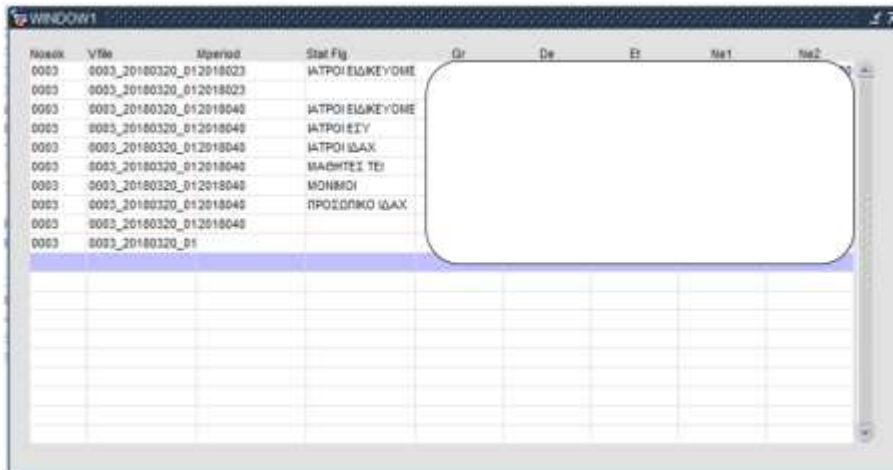 WINDOW1
Nosok Vfile Mperiod Stat Flg Gr De Et Ne1 Ne2
0003 0003_20180320_012018023 ΙΑΤΡΟΙ ΕΙΔΙΚΕΥΟΜΕ
0003 0003_20180320_012018023
0003 0003_20180320_012018040 ΙΑΤΡΟΙ ΕΙΔΙΚΕΥΟΜΕ
0003 0003_20180320_012018040 ΙΑΤΡΟΙ ΕΣΥ
0003 0003_20180320_012018040 ΙΑΤΡΟΙ ΙΔΑΧ
0003 0003_20180320_012018040 ΜΑΘΗΤΕΣ ΤΕΙ
0003 0003_20180320_012018040 ΜΟΝΙΜΟΙ
0003 0003_20180320_012018040 ΠΡΟΣΩΠΙΚΟ ΙΔΑΧ
0003 0003_20180320_012018040
0003 0003_20180320_01